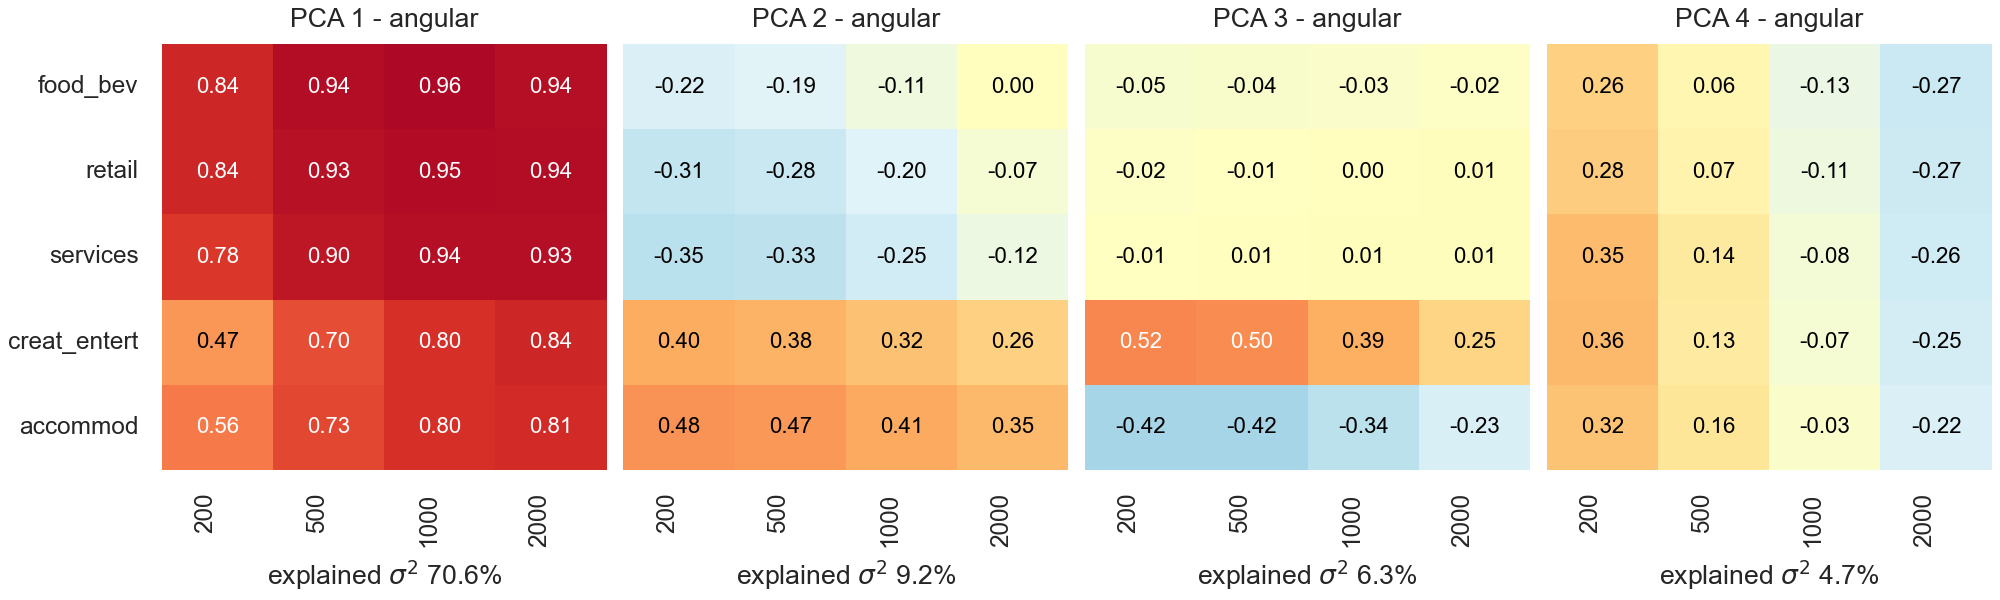 PCA 1 - angular PCA 2 - angular PCA 3 - angular PCA 4 - angular
food_bev 0.84 0.94 0.96 0.94 -0.22 -0.19 -0.11 0.00 -0.05 -0.04 -0.03 -0.02 0.26 0.06 -0.13 -0.27
retail 0.84 0.93 0.95 0.94 -0.31 -0.28 -0.20 -0.07 -0.02 -0.01 0.00 0.01 0.28 0.07 -0.11 -0.27
services 0.78 0.90 0.94 0.93 -0.35 -0.33 -0.25 -0.12 -0.01 0.01 0.01 0.01 0.35 0.14 -0.08 -0.26
creat_entert 0.47 0.70 0.80 0.84 0.40 0.38 0.32 0.26 0.52 0.50 0.39 0.25 0.36 0.13 -0.07 -0.25
accommod 0.56 0.73 0.80 0.81 0.48 0.47 0.41 0.35 -0.42 -0.42 -0.34 -0.23 0.32 0.16 -0.03 -0.22
200 500 1000 2000 200 500 1000 2000 200 500 1000 2000 200 500 1000 2000
explained σ² 70.6% explained σ² 9.2% explained σ² 6.3% explained σ² 4.7%